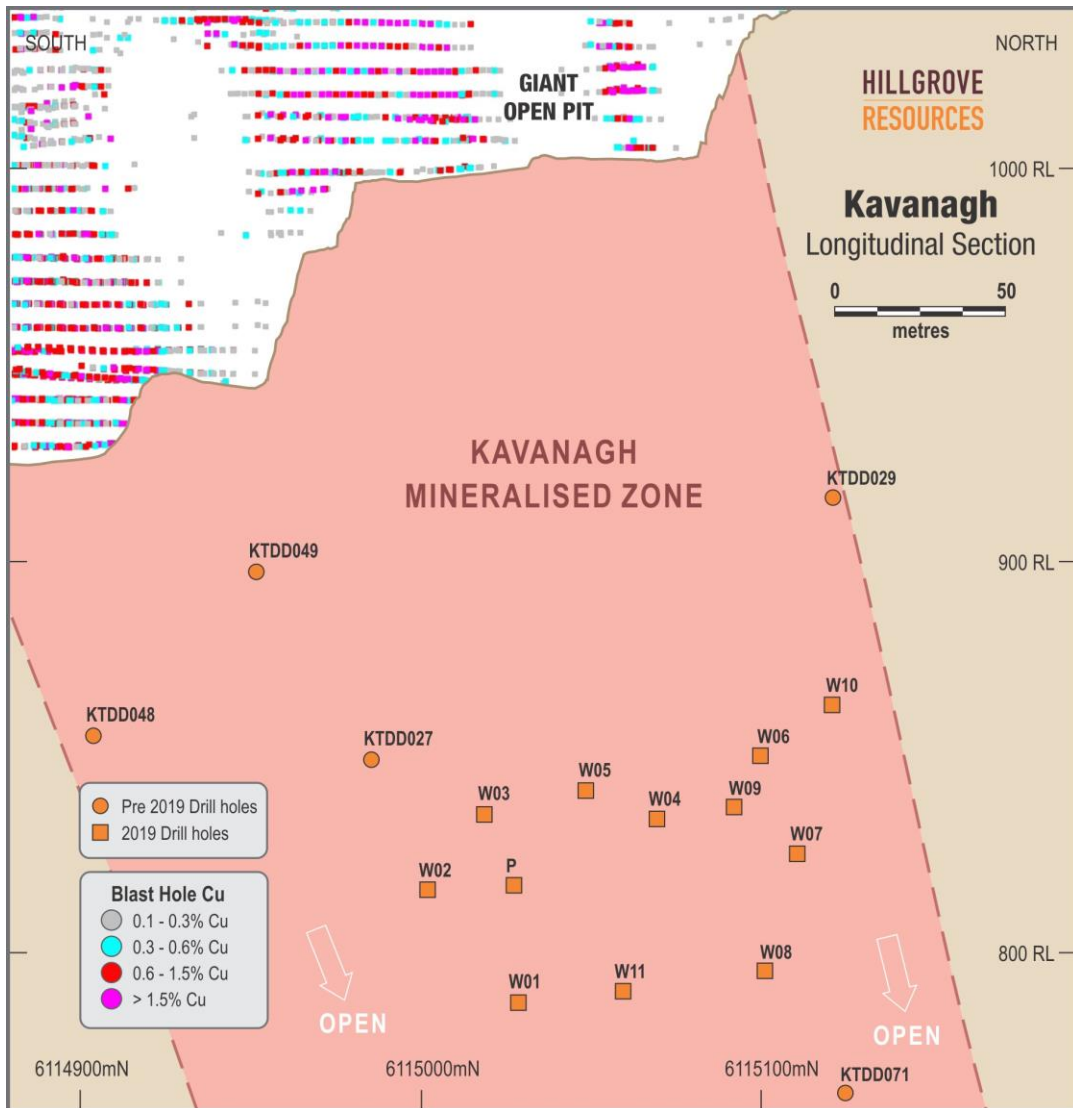 SOUTH
NORTH
GIANT
OPEN PIT
HILLGROVE
RESOURCES
1000 RL
Kavanagh
Longitudinal Section
0 50
metres
KAVANAGH
MINERALISED ZONE
KTDD029
KTDD049
900 RL
W10
KTDD048
KTDD027
W06
W05
W03
W04
W09
Pre 2019 Drill holes
2019 Drill holes
W07
W02
P
Blast Hole Cu
0.1 - 0.3% Cu
0.3 - 0.6% Cu
0.6 - 1.5% Cu
> 1.5% Cu
800 RL
W08
W01
W11
OPEN
OPEN
6114900mN
6115000mN
6115100mN
KTDD071